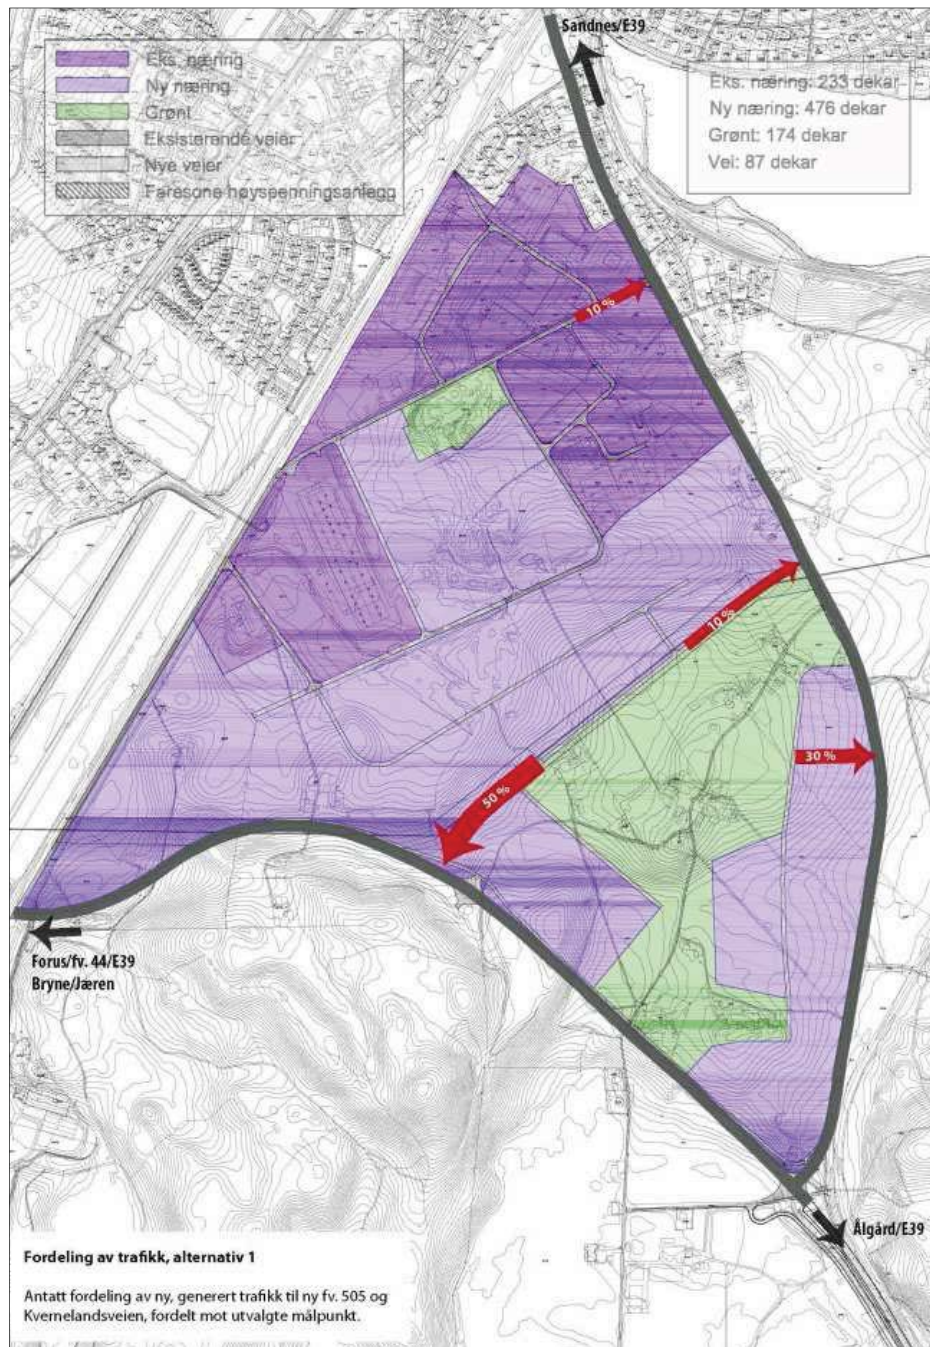 Sandnes/E39
Eks. næring
Ny næring
Grønt
Eksisterende veier
Nye veier
Faresone høyspenningsanlegg
Eks. næring: 233 dekar
Ny næring: 476 dekar
Grønt: 174 dekar
Vei: 87 dekar
10 %
10 %
30 %
50 %
Forus/fv. 44/E39
Bryne/Jæren
Ålgård/E39
Fordeling av trafikk, alternativ 1
Antatt fordeling av ny, generert trafikk til ny fv. 505 og
Kvernelandsveien, fordelt mot utvalgte målpunkt.